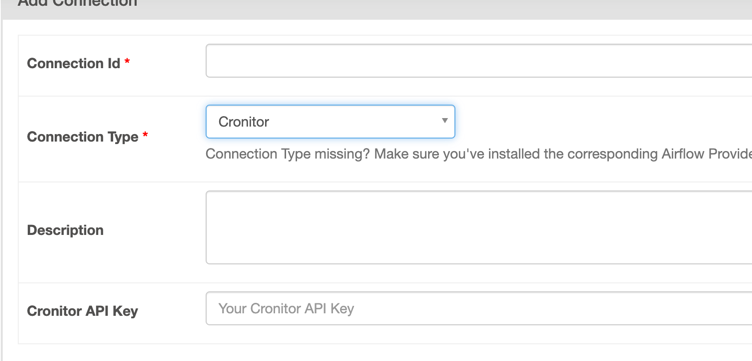 Add Connection
Connection Id *
Connection Type *
Cronitor
Connection Type missing? Make sure you've installed the corresponding Airflow Provide
Description
Cronitor API Key
Your Cronitor API Key